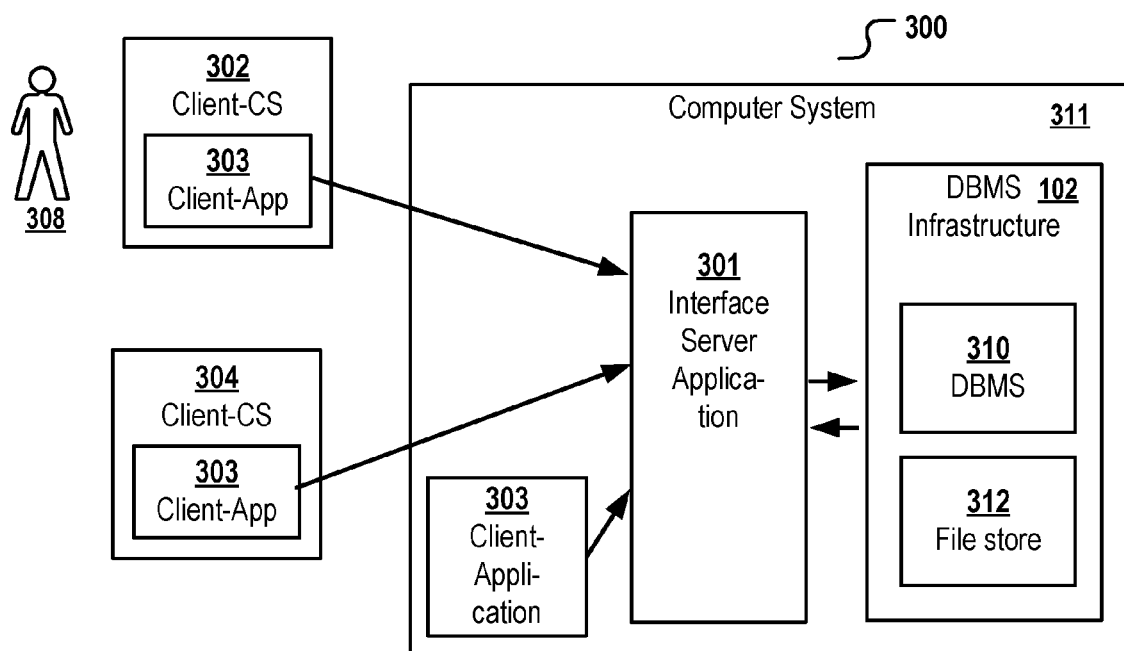 300
302
Client-CS
303
Client-App
308
Computer System
311
DBMS 102
Infrastructure
301
Interface
Server
Applica-
tion
310
DBMS
304
Client-CS
303
Client-App
303
Client-
Appli-
cation
312
File store